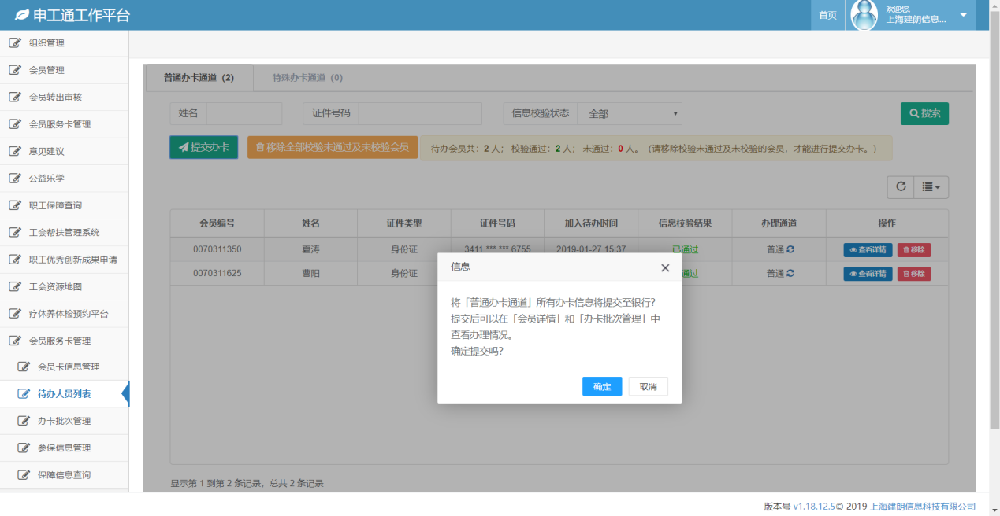 申工通工作平台
首页
欢迎您,
上海建朗信息...
组织管理
会员管理
会员转出审核
会员服务卡管理
意见建议
公益乐学
职工保障查询
工会帮扶管理系统
职工优秀创新成果申请
工会资源地图
疗休养体检预约平台
会员服务卡管理
会员卡信息管理
待办人员列表
办卡批次管理
参保信息管理
保障信息查询
普通办卡通道（2） 特殊办卡通道（0）
姓名 证件号码 信息校验状态 全部 搜索
提交办卡 移除全部校验未通过及未校验会员 待办会员共：2 人； 校验通过：2 人； 未通过：0 人。（请移除校验未通过及未校验的会员，才能进行提交办卡。）
会员编号 姓名 证件类型 证件号码 加入待办时间 信息校验结果 办理通道 操作
0070311350 夏涛 身份证 3411 *** *** 6755 2019-01-27 15:37 已通过 普通 查看详情 移除
0070311625 曹阳 身份证 通过 普通 查看详情 移除
信息
将「普通办卡通道」所有办卡信息将提交至银行？
提交后可以在「会员详情」和「办卡批次管理」中
查看办理情况。
确定提交吗？
确定 取消
显示第 1 到第 2 条记录，总共 2 条记录
版本号 v1.18.12.5© 2019 上海建朗信息科技有限公司